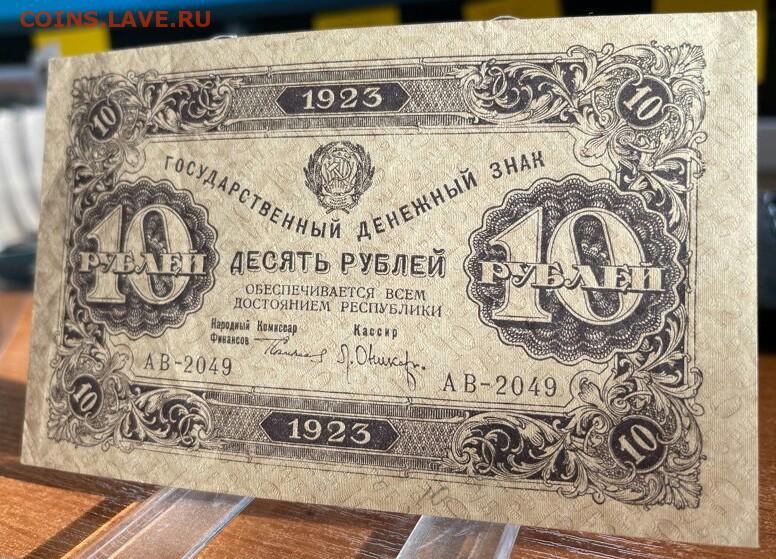 COINS.LAVE.RU
1923
10
10
ГОСУДАРСТВЕННЫЙ ДЕНЕЖНЫЙ ЗНАК
10
РУБЛЕЙ
ДЕСЯТЬ РУБЛЕЙ
10
РУБЛЕЙ
ОБЕСПЕЧИВАЕТСЯ ВСЕМ
ДОСТОЯНИЕМ РЕСПУБЛИКИ
Народный Комиссар
Финансов
Кассир
АВ-2049
АВ-2049
10
1923
10